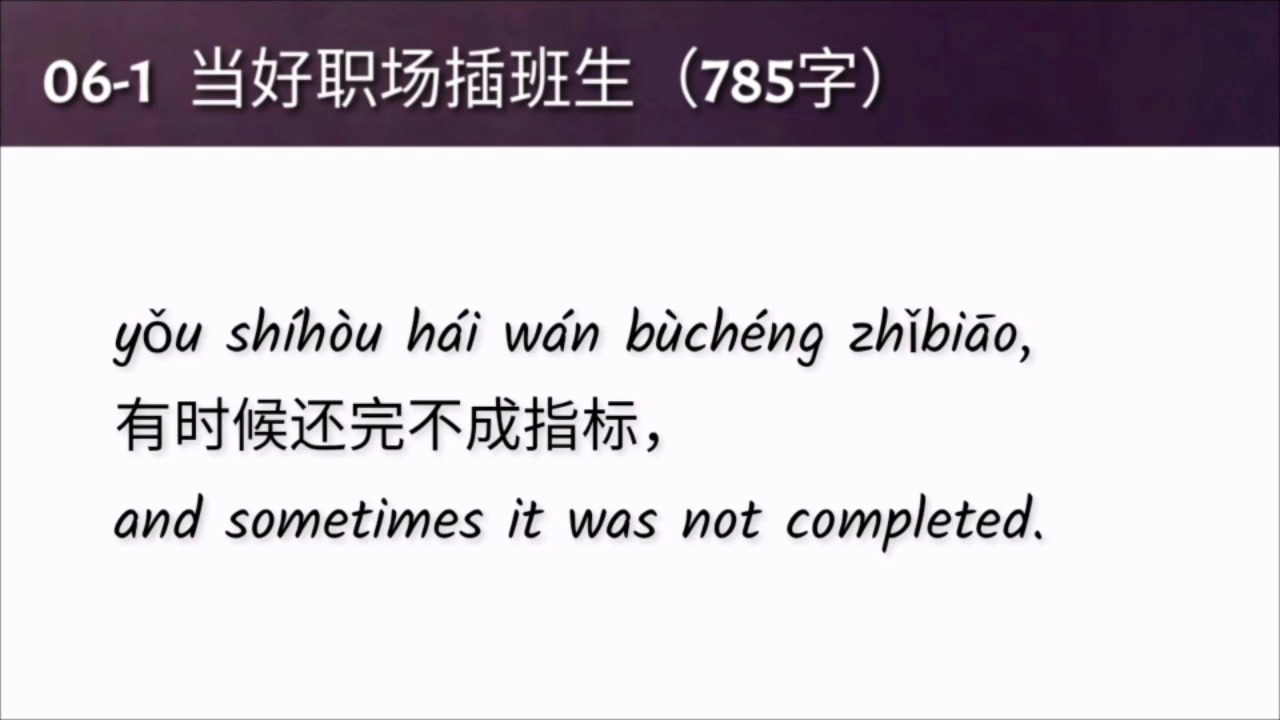 06-1 当好职场插班生（785字）
yǒu shíhòu hái wán bùchéng zhǐbiāo,
有时候还完不成指标，
and sometimes it was not completed.